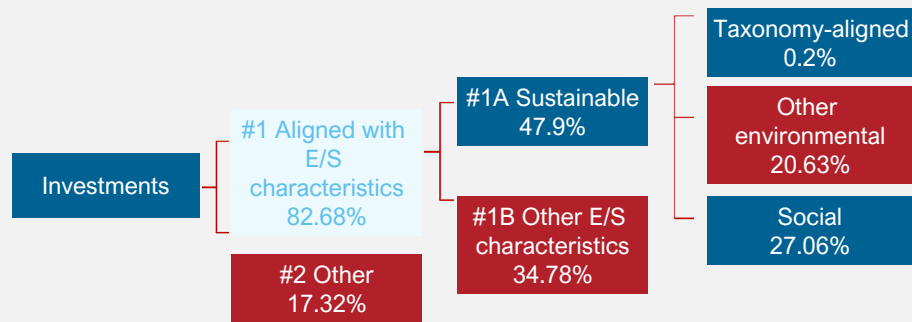 Investments
#1 Aligned with
E/S
characteristics
82.68%
#2 Other
17.32%
#1A Sustainable
47.9%
#1B Other E/S
characteristics
34.78%
Taxonomy-aligned
0.2%
Other
environmental
20.63%
Social
27.06%